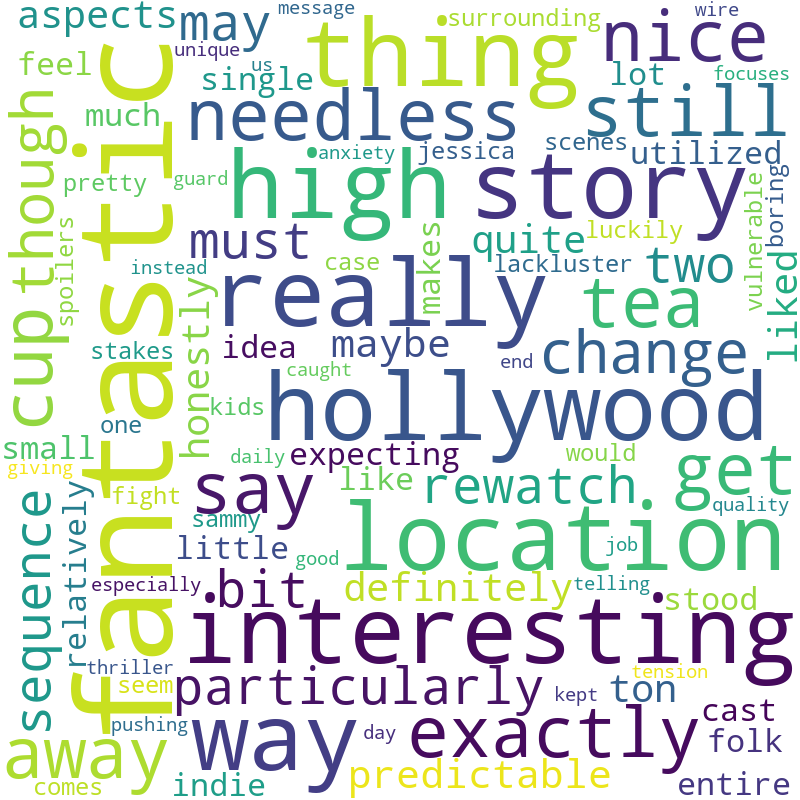 aspects
may
message
surrounding
wire
unique
thing
nice
feel
us
single
lot
focuses
fantastic
much
needless
still
cup
though
anxiety
jessica
scenes
utilized
pretty
guard
high
story
vulnerable
boring
spoilers
must
makes
quite
luckily
instead
case
lackluster
two
liked
honestly
really
tea
stakes
idea
maybe
end
change
caught
one
kids
hollywood
small
daily
expecting
would
get
giving
fight
say
like
rewatch
quality
sequence
relatively
sammy
location
little
good
job
especially
bit
definitely
telling
stood
interesting
thriller
seem
particularly
kept
ton
tension
cast
pushing
way
day
exactly
folk
away
comes
indie
predictable
entire